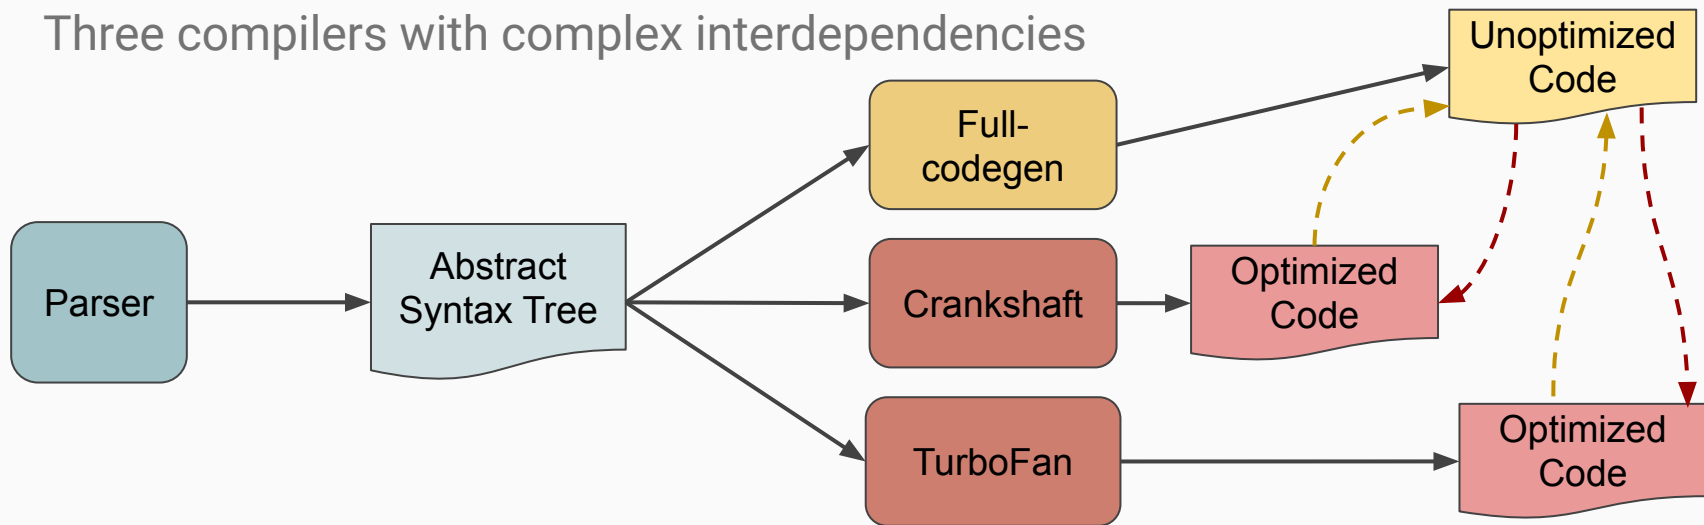 Three compilers with complex interdependencies
Unoptimized
Code
Full-
codegen
Parser
Abstract
Syntax Tree
Crankshaft
Optimized
Code
TurboFan
Optimized
Code